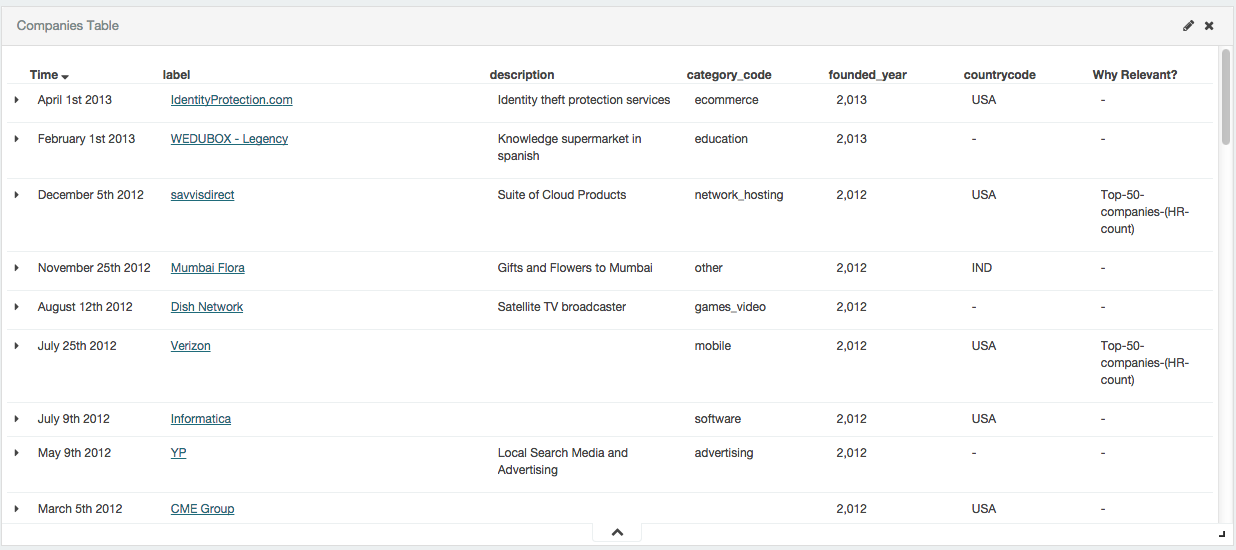 Companies Table
Time label description category_code founded_year countrycode Why Relevant?
April 1st 2013 IdentityProtection.com Identity theft protection services ecommerce 2,013 USA -
February 1st 2013 WEDUBOX - Legency Knowledge supermarket in education 2,013 - -
spanish
December 5th 2012 savvisdirect Suite of Cloud Products network_hosting 2,012 USA Top-50-
companies-(HR-
count)
November 25th 2012 Mumbai Flora Gifts and Flowers to Mumbai other 2,012 IND -
August 12th 2012 Dish Network Satellite TV broadcaster games_video 2,012 - -
July 25th 2012 Verizon mobile 2,012 USA Top-50-
companies-(HR-
count)
July 9th 2012 Informatica software 2,012 USA -
May 9th 2012 YP Local Search Media and advertising 2,012 - -
Advertising
March 5th 2012 CME Group 2,012 USA -